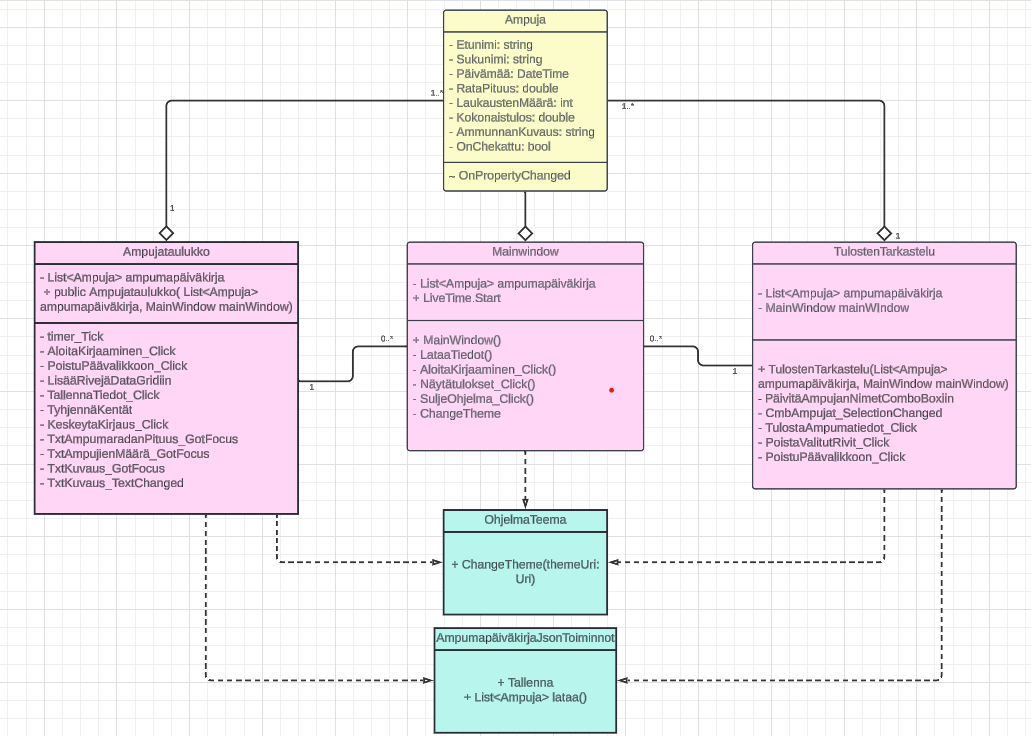 Ampuja
- Etunimi: string
- Sukunimi: string
- Päivämää: DateTime
- RataPituus: double
- LaukaustenMäärä: int
- Kokonaistulos: double
- AmmunnanKuvaus: string
- OnChekattu: bool
~ OnPropertyChanged
1..*
1..*
1
1
Ampujataulukko
- List<Ampuja> ampumapäiväkirja
+ public Ampujataulukko( List<Ampuja>
ampumapäiväkirja, MainWindow mainWindow)
- timer_Tick
- AloitaKirjaaminen_Click
- PoistuPäävalikkoon_Click
- LisääRivejäDataGridiin
- TallennaTiedot_Click
- TyhjennäKentät
- KeskeytaKirjaus_Click
- TxtAmpumaradanPituus_GotFocus
- TxtAmpujienMäärä_GotFocus
- TxtKuvaus_GotFocus
- TxtKuvaus_TextChanged
0..*
1
Mainwindow
- List<Ampuja> ampumapäiväkirja
+ LiveTime.Start
+ MainWindow()
- LataaTiedot()
- AloitaKirjaaminen_Click()
- Näytätulokset_Click()
- SuljeOhjelma_Click()
- ChangeTheme
0..*
1
TulostenTarkastelu
- List<Ampuja> ampumapäiväkirja
- MainWindow mainWIndow
+ TulostenTarkastelu(List<Ampuja>
ampumapäiväkirja, MainWindow mainWindow)
- PäivitäAmpujanNimetComboBoxiin
- CmbAmpujat_SelectionChanged
- TulostaAmpumatiedot_Click
- PoistaValitutRivit_Click
- PoistuPäävalikkoon_Click
OhjelmaTeema
+ ChangeTheme(themeUri:
Uri)
AmpumapäiväkirjaJsonToiminnot
+ Tallenna
+ List<Ampuja> lataa()